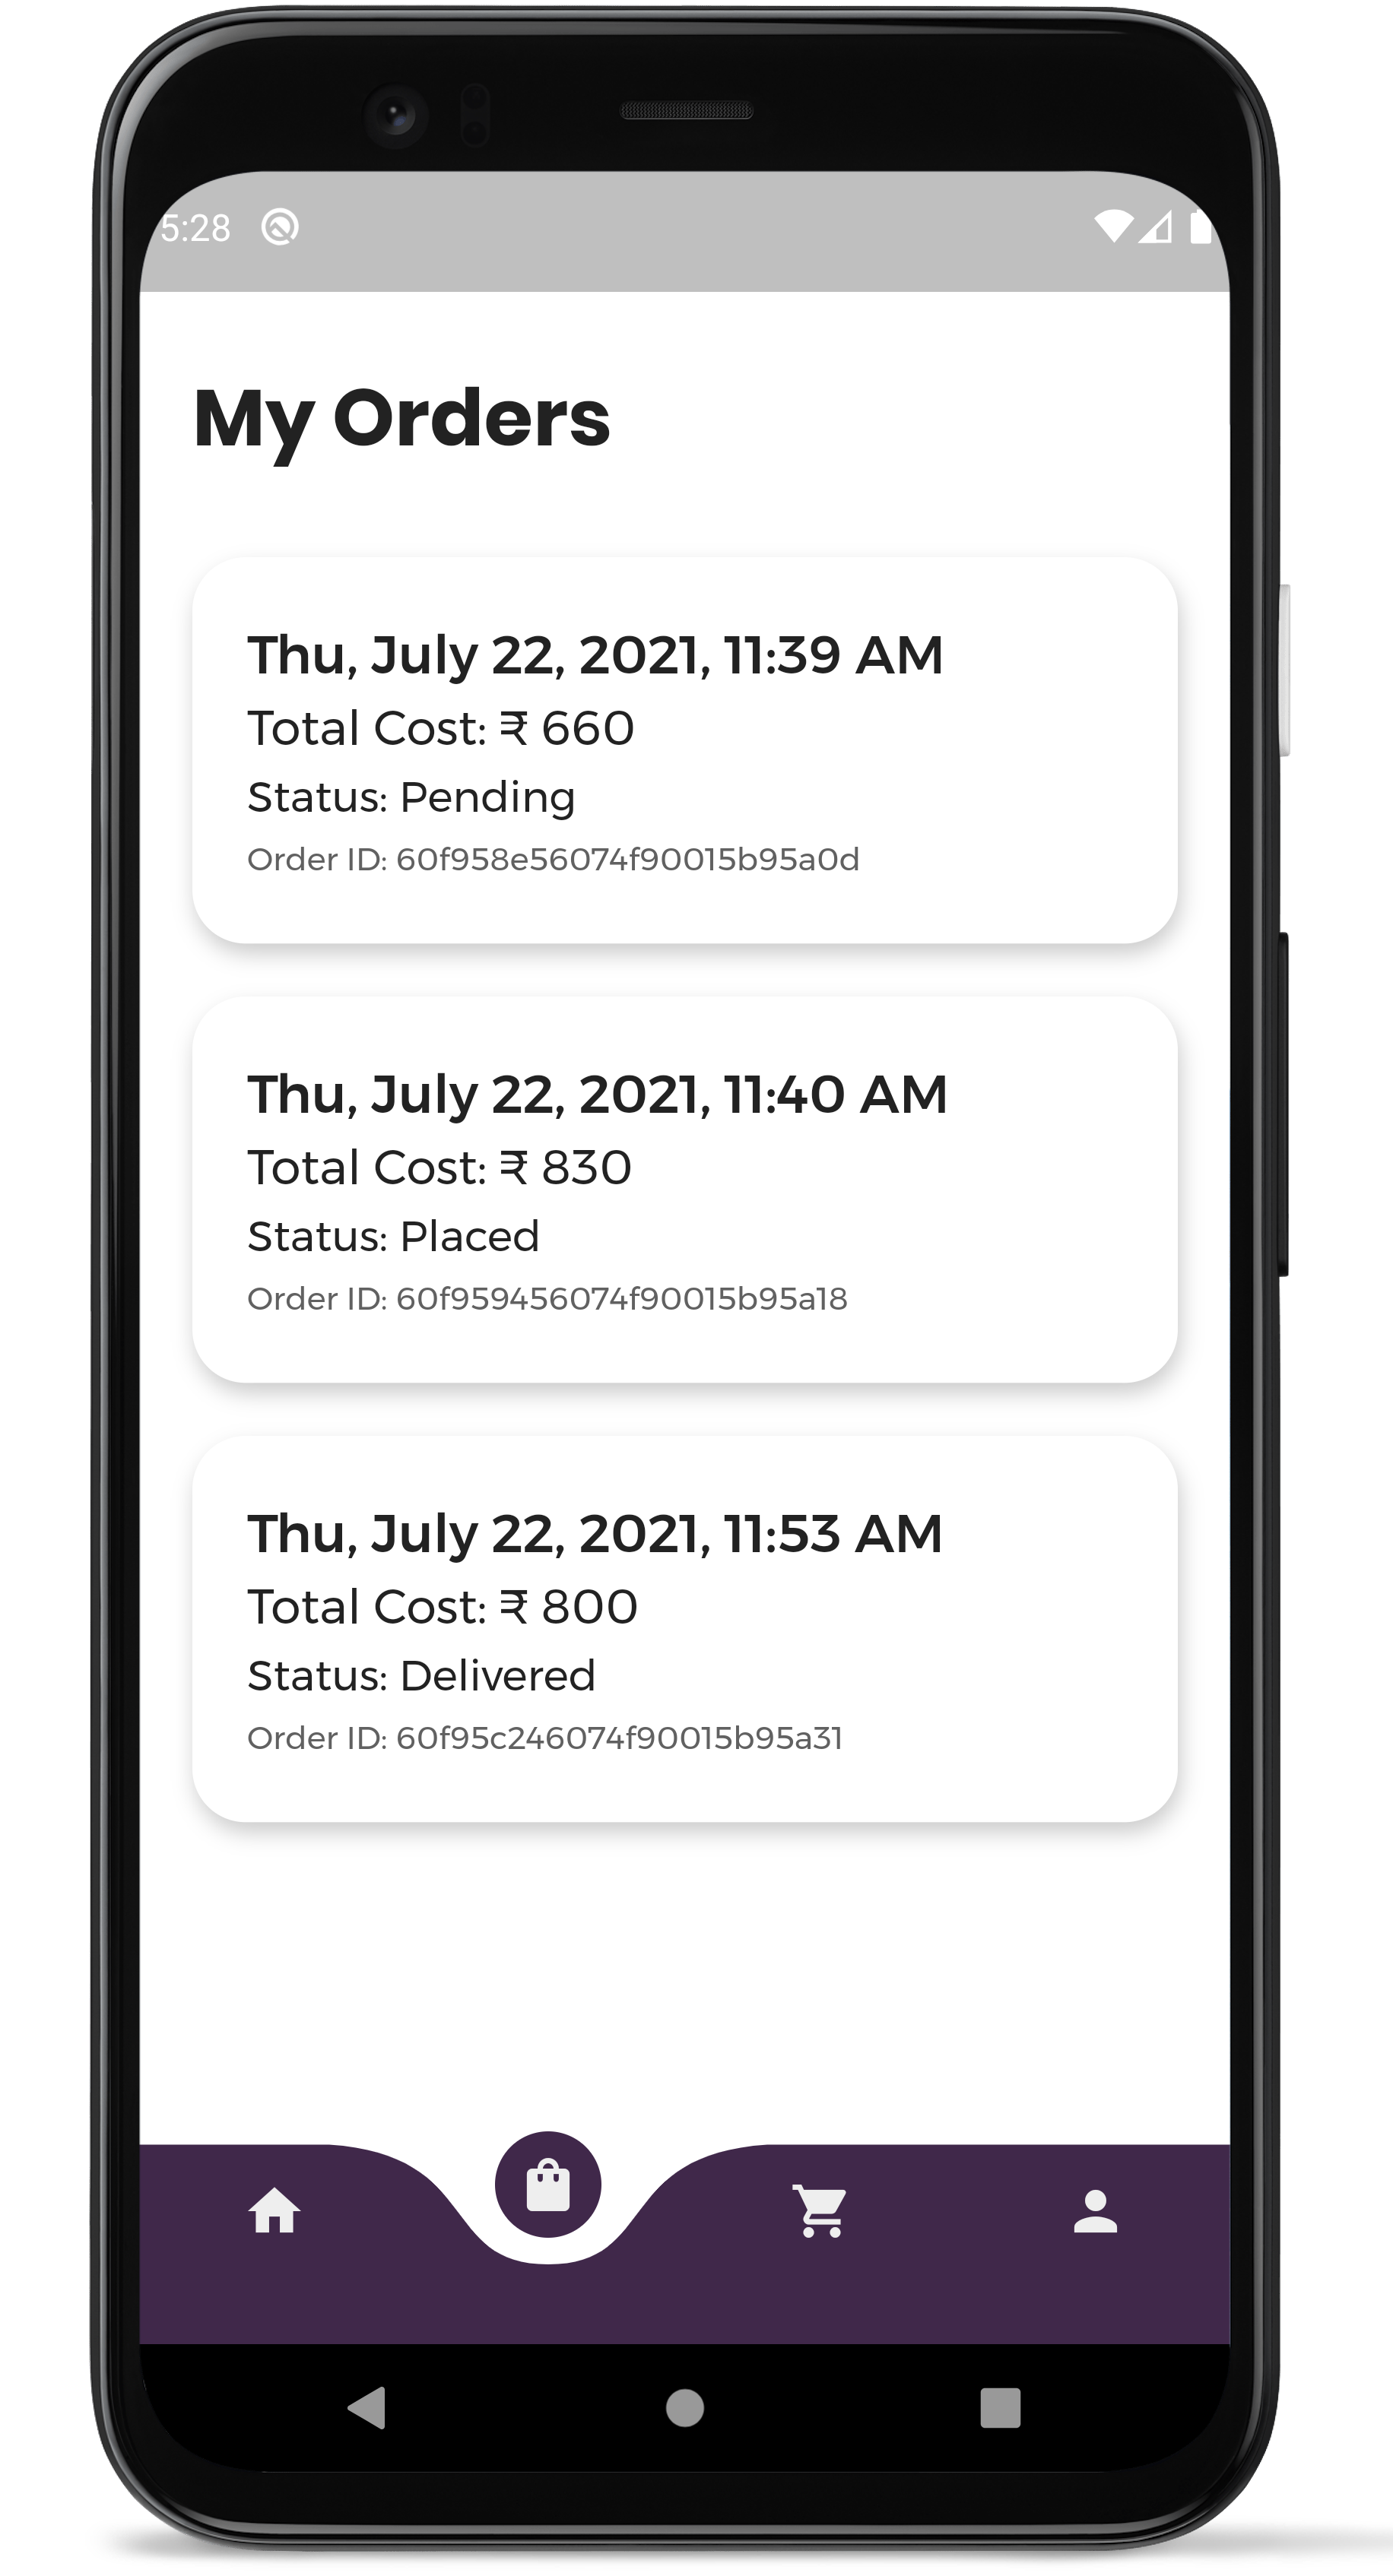 5:28
My Orders
Thu, July 22, 2021, 11:39 AM
Total Cost: ₹ 660
Status: Pending
Order ID: 60f958e56074f90015b95a0d
Thu, July 22, 2021, 11:40 AM
Total Cost: ₹ 830
Status: Placed
Order ID: 60f959456074f90015b95a18
Thu, July 22, 2021, 11:53 AM
Total Cost: ₹ 800
Status: Delivered
Order ID: 60f95c246074f90015b95a31